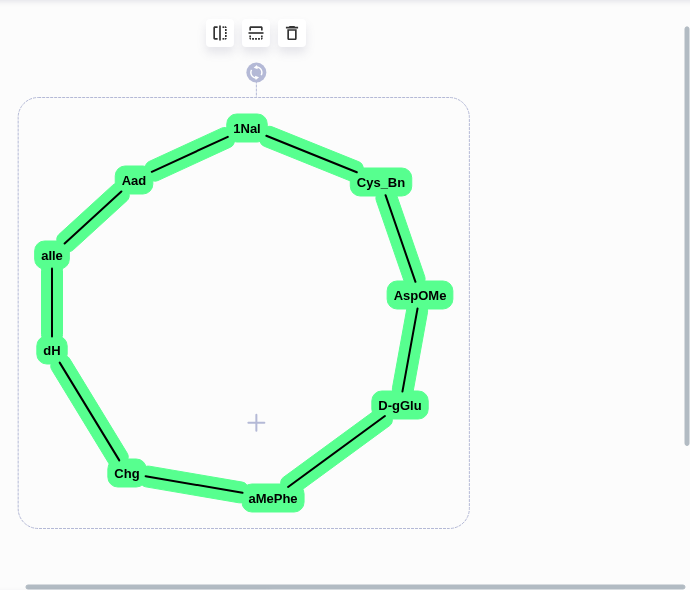 1Nal
Cys_Bn
Aad
aIle
AspOMe
dH
D-gGlu
Chg
aMePhe